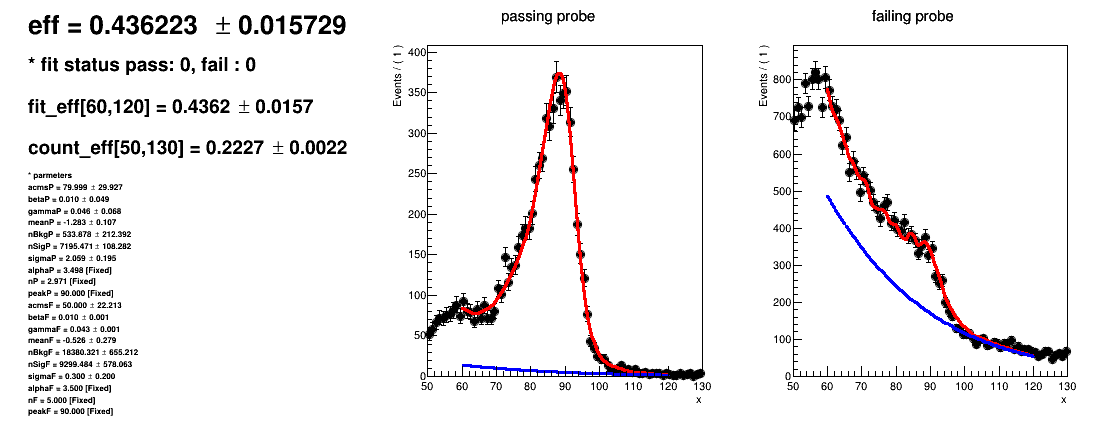 eff = 0.436223 ± 0.015729
* fit status pass: 0, fail : 0
fit_eff[60,120] = 0.4362 ± 0.0157
count_eff[50,130] = 0.2227 ± 0.0022
* parmeters
acmsP = 79.999 ± 29.927
betaP = 0.010 ± 0.049
gammaP = 0.046 ± 0.068
meanP = -1.283 ± 0.107
nBkgP = 533.878 ± 212.392
nSigP = 7195.471 ± 108.282
sigmaP = 2.059 ± 0.195
alphaP = 3.498 [Fixed]
nP = 2.971 [Fixed]
peakP = 90.000 [Fixed]
acmsF = 50.000 ± 22.213
betaF = 0.010 ± 0.001
gammaF = 0.043 ± 0.001
meanF = -0.526 ± 0.279
nBkgF = 18380.321 ± 655.212
nSigF = 9299.484 ± 578.063
sigmaF = 0.300 ± 0.200
alphaF = 3.500 [Fixed]
nF = 5.000 [Fixed]
peakF = 90.000 [Fixed]
passing probe
Events / ( 1 )
400
350
300
250
200
150
100
50
0
50 60 70 80 90 100 110 120 130
x
failing probe
Events / ( 1 )
800
700
600
500
400
300
200
100
0
50 60 70 80 90 100 110 120 130
x